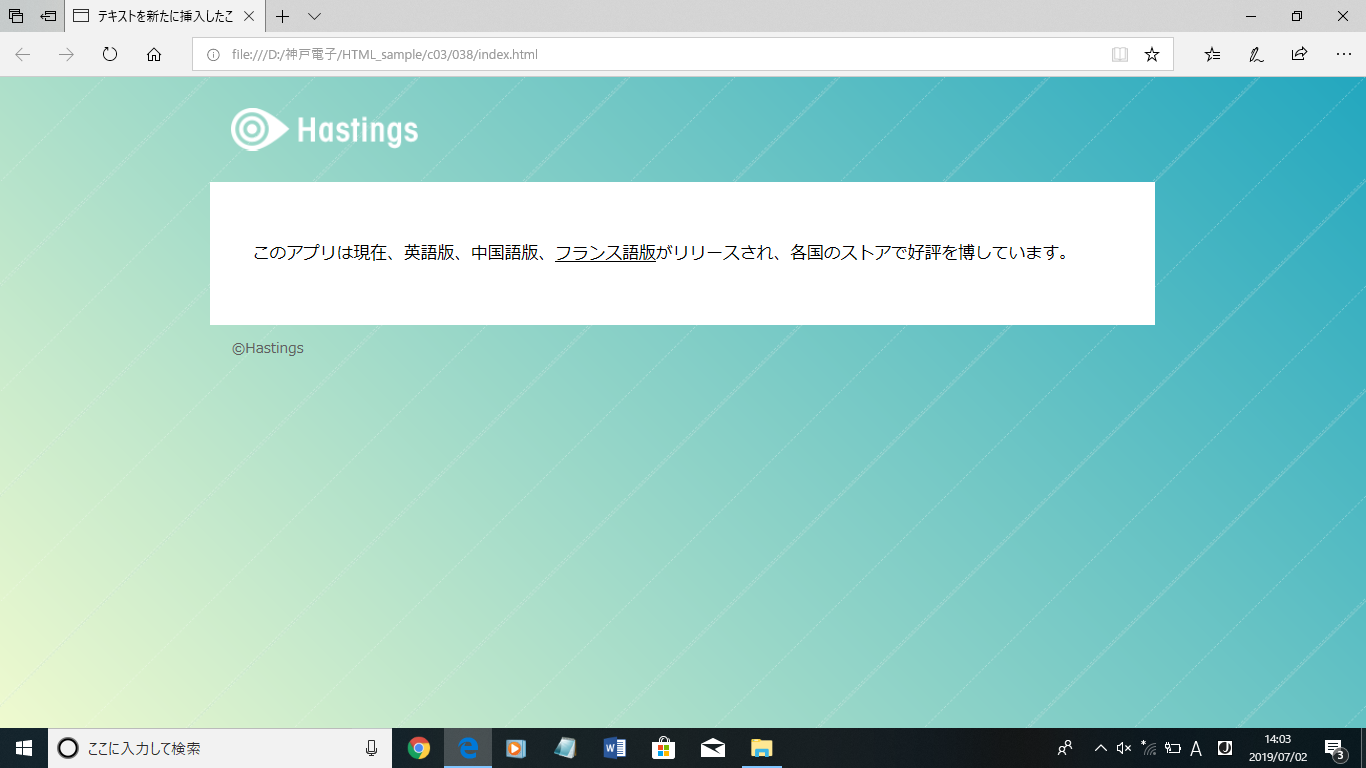 テキストを新たに挿入したこ
file:///D:/神戸電子/HTML_sample/c03/038/index.html
Hastings
このアプリは現在、英語版、中国語版、フランス語版がリリースされ、各国のストアで好評を博しています。
©Hastings
ここに入力して検索
A
14:03
2019/07/02
3